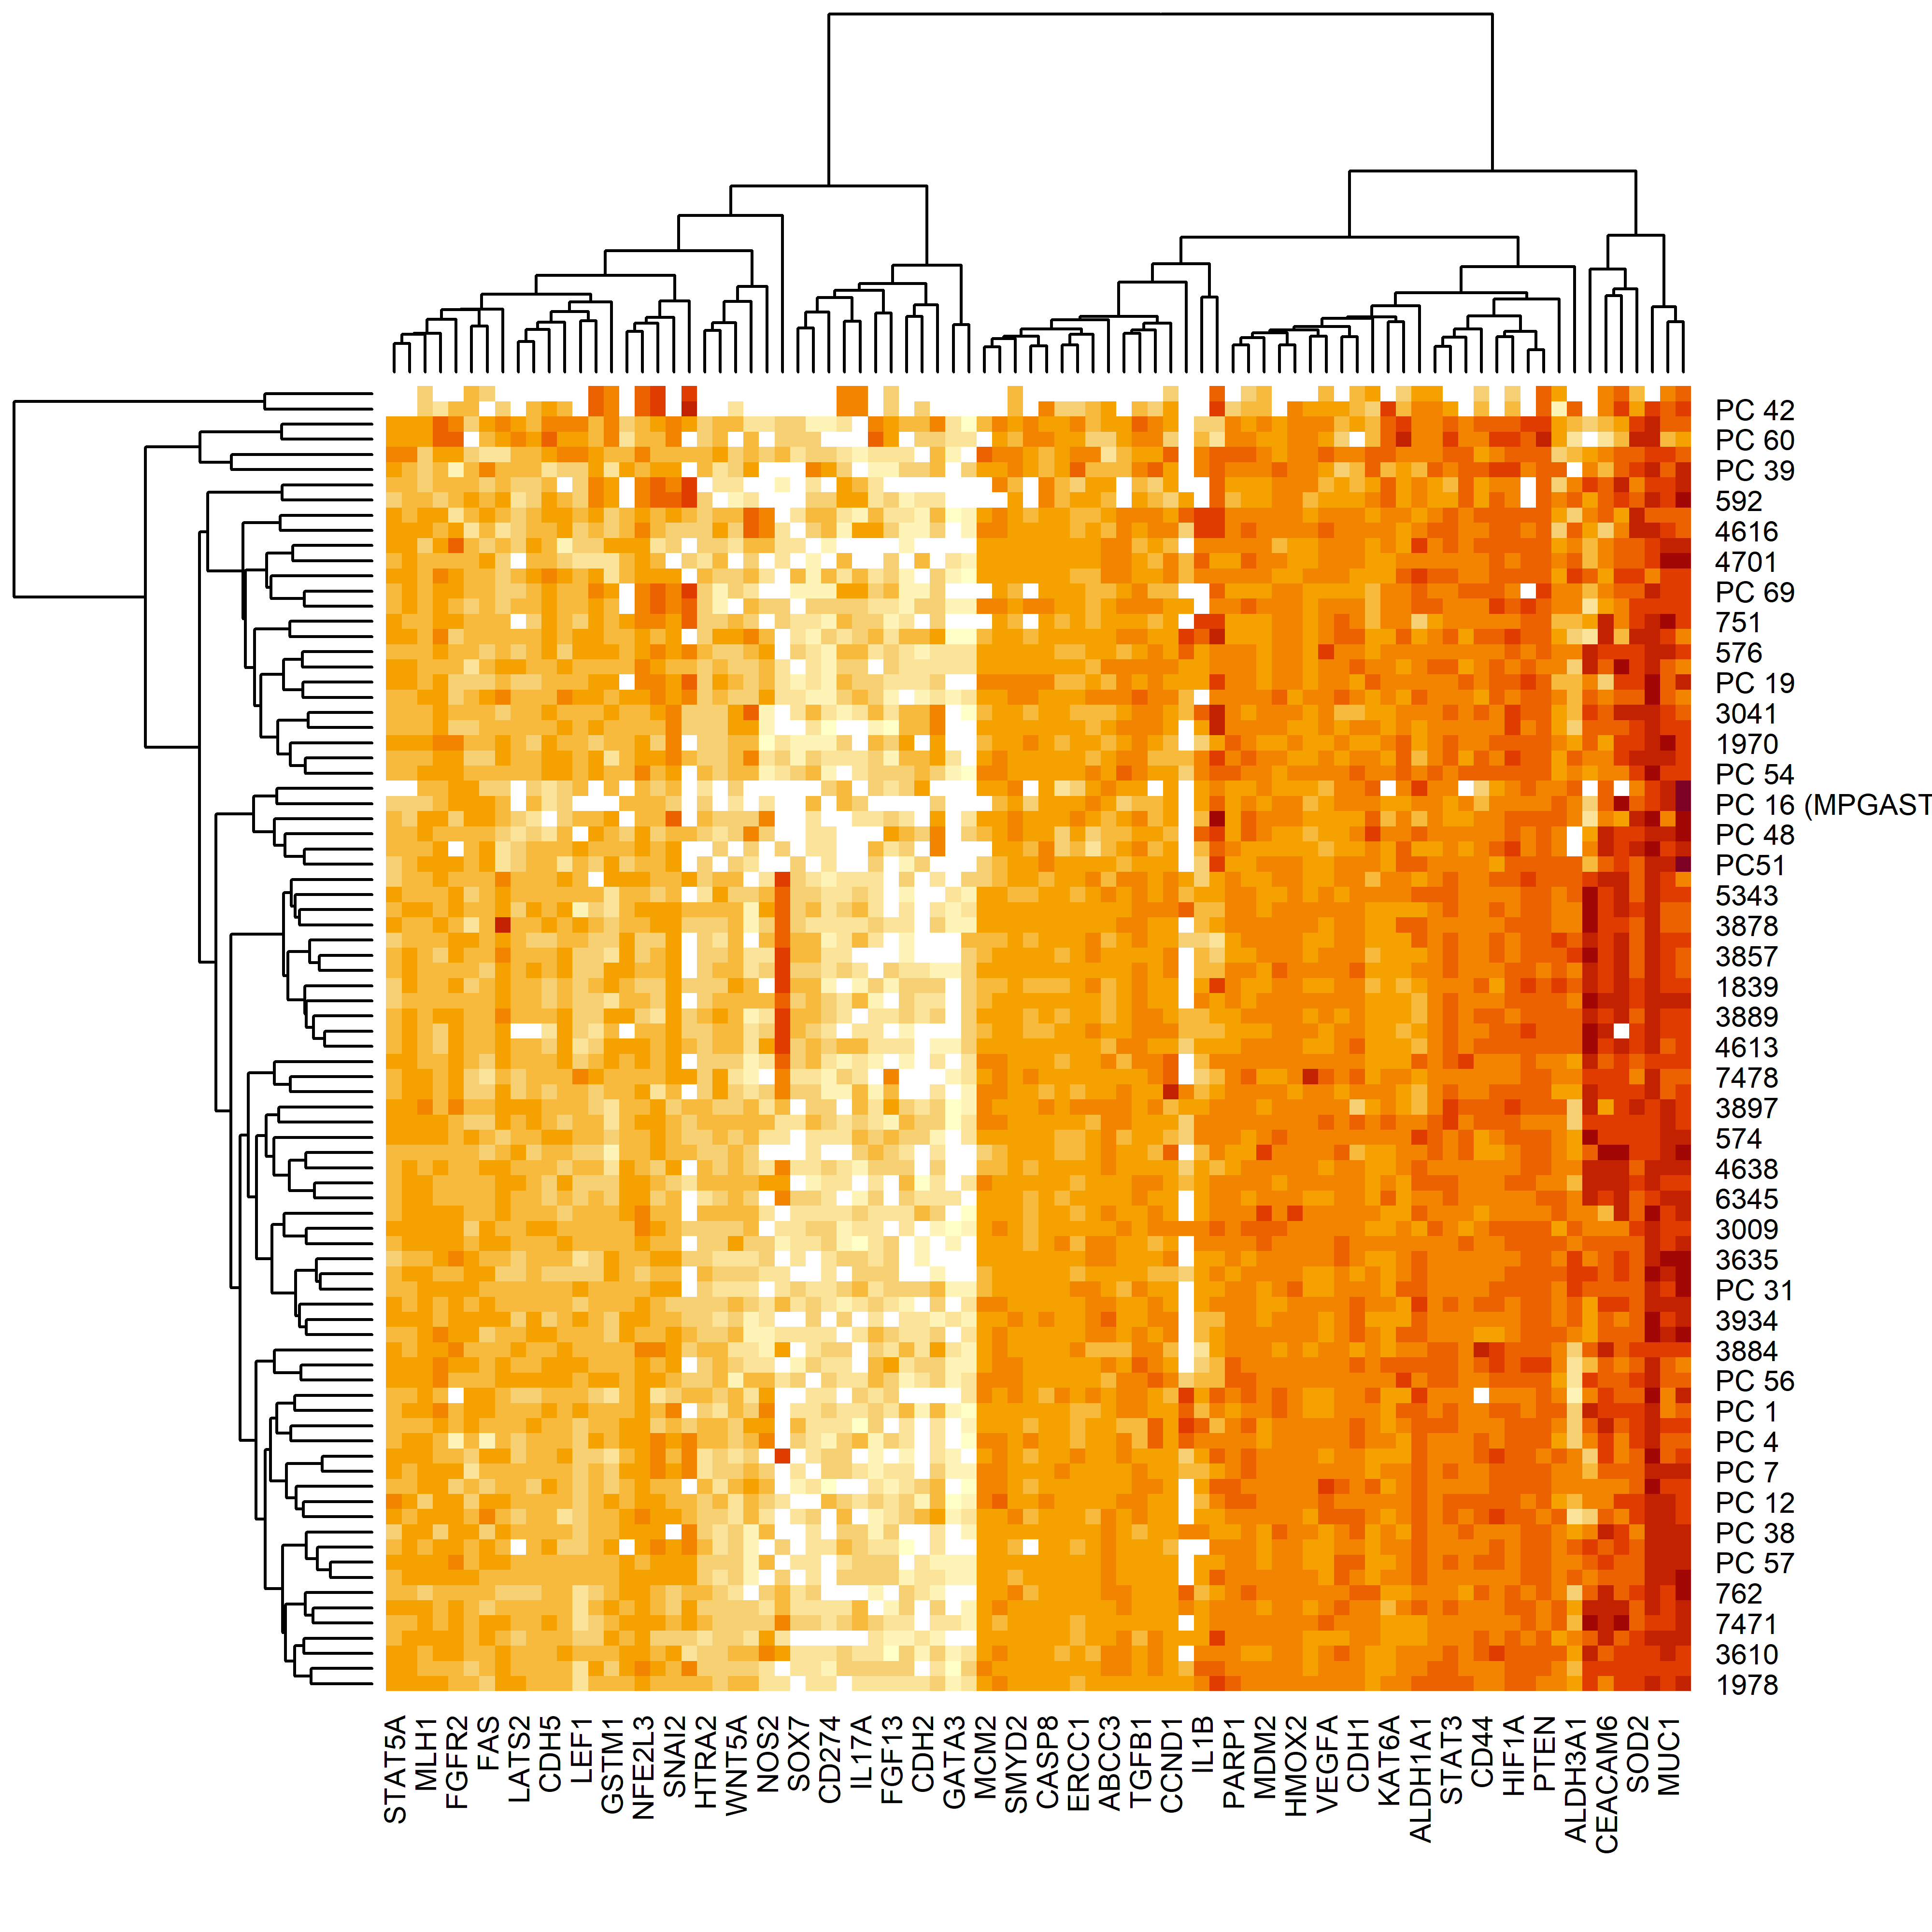 PC 42
PC 60
PC 39
592
4616
4701
PC 69
751
576
PC 19
3041
1970
PC 54
PC 16 (MPGAST
PC 48
PC51
5343
3878
3857
1839
3889
4613
7478
3897
574
4638
6345
3009
3635
PC 31
3934
3884
PC 56
PC 1
PC 4
PC 7
PC 12
PC 38
PC 57
762
7471
3610
1978
STAT5A
MLH1
FGFR2
FAS
LATS2
CDH5
LEF1
GSTM1
NFE2L3
SNAI2
HTRA2
WNT5A
NOS2
SOX7
CD274
IL17A
FGF13
CDH2
GATA3
MCM2
SMYD2
CASP8
ERCC1
ABCC3
TGFB1
CCND1
IL1B
PARP1
MDM2
HMOX2
VEGFA
CDH1
KAT6A
ALDH1A1
STAT3
CD44
HIF1A
PTEN
ALDH3A1
CEACAM6
SOD2
MUC1